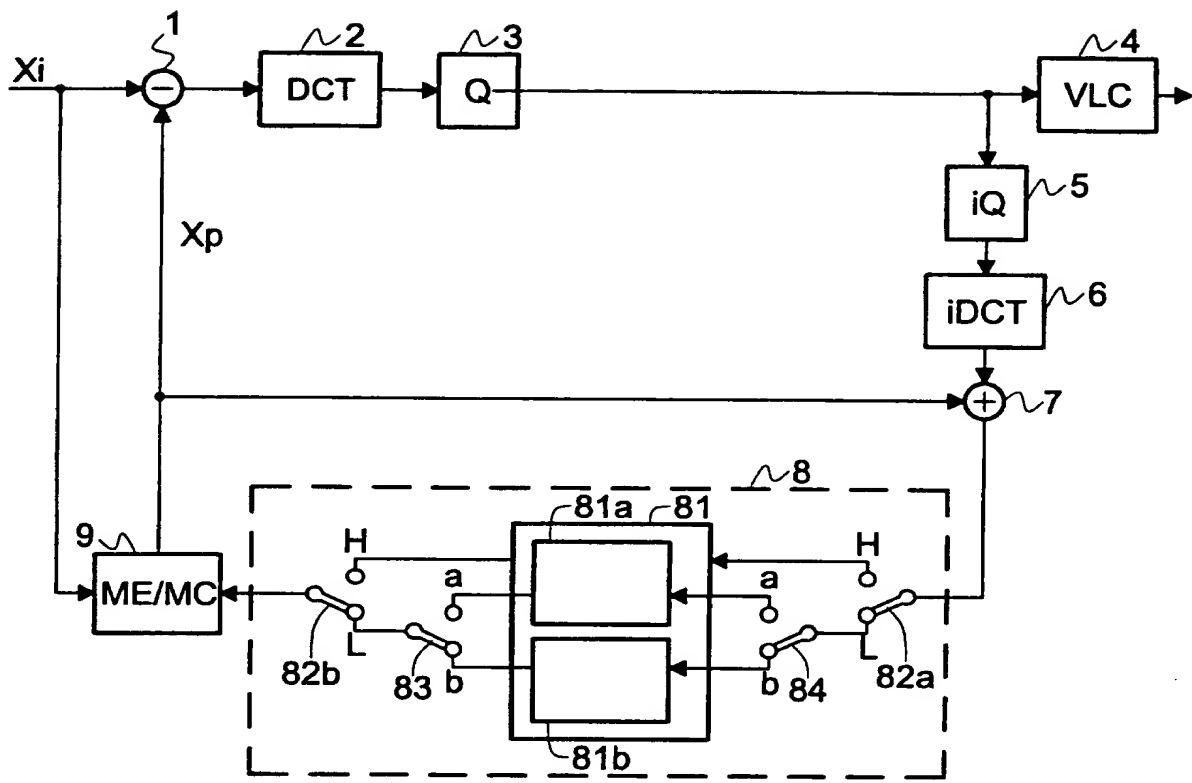 1
2
3
4
Xi
−
DCT
Q
VLC
iQ
5
Xp
iDCT
6
+
7
8
81a
81
9
H
H
a
a
ME/MC
L
L
82b
83
b
b
84
82a
81b